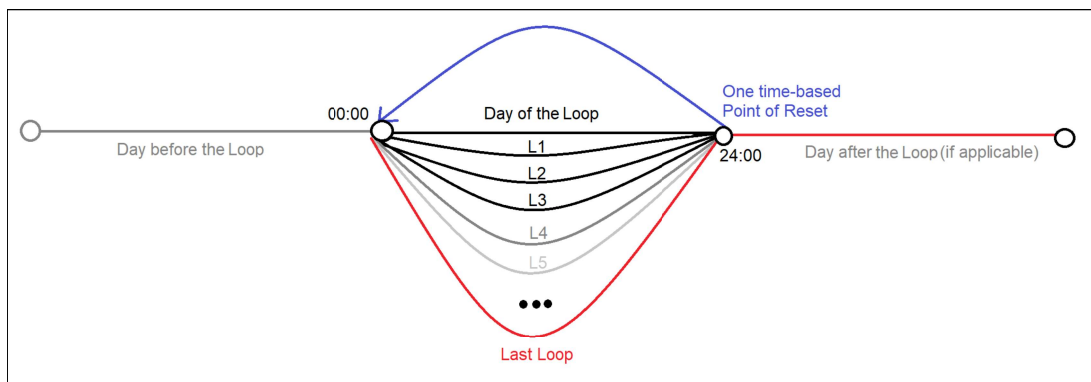 One time-based
Point of Reset
00:00
Day of the Loop
Day before the Loop
L1
24:00
Day after the Loop (if applicable)
L2
L3
L4
L5
Last Loop